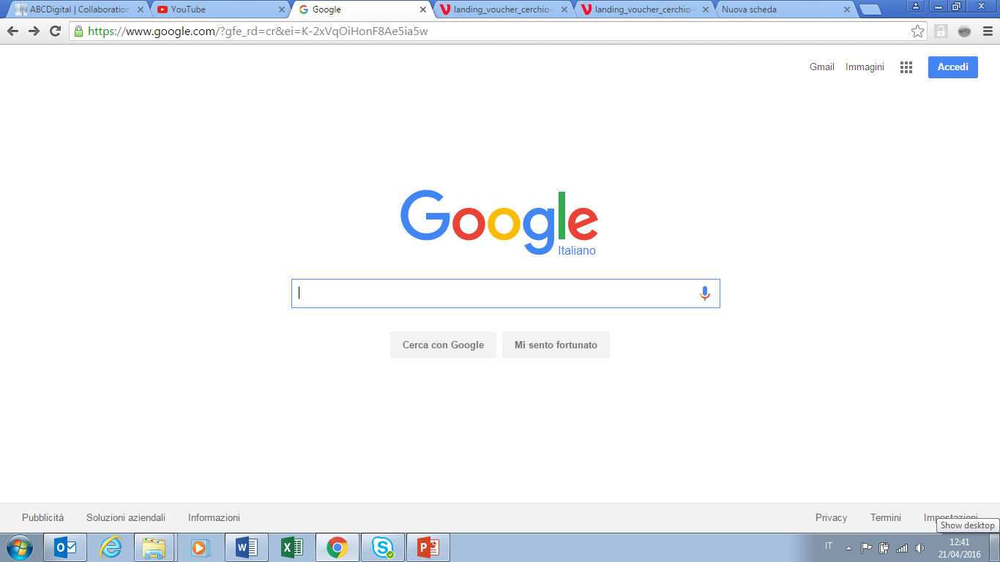 ABCDigital | Collaboration
YouTube
Google
landing_voucher_cerchio-
landing_voucher_cerchio-
Nuova scheda
https://www.google.com/?gfe_rd=cr&ei=K-2xVqOiHonF8Ae5ia5w
Gmail Immagini Accedi
Google
Italiano
Cerca con Google Mi sento fortunato
Pubblicità Soluzioni aziendali Informazioni Privacy Termini Impostazioni
Show desktop
IT
12:41
21/04/2016